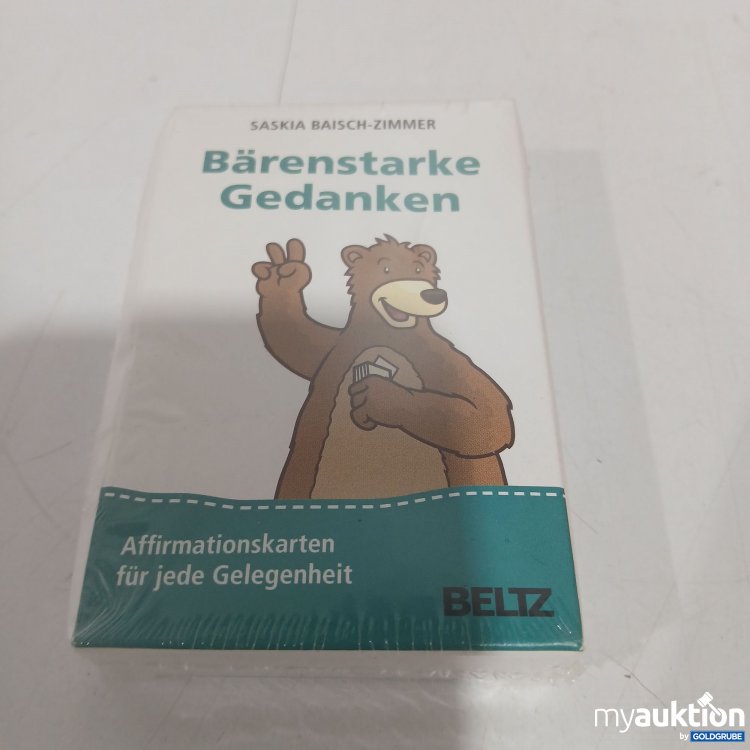 SASKIA BAISCH-ZIMMER
Bärenstarke
Gedanken
Affirmationskarten
für jede Gelegenheit
BELTZ
myauktion
by GOLDGRUBE